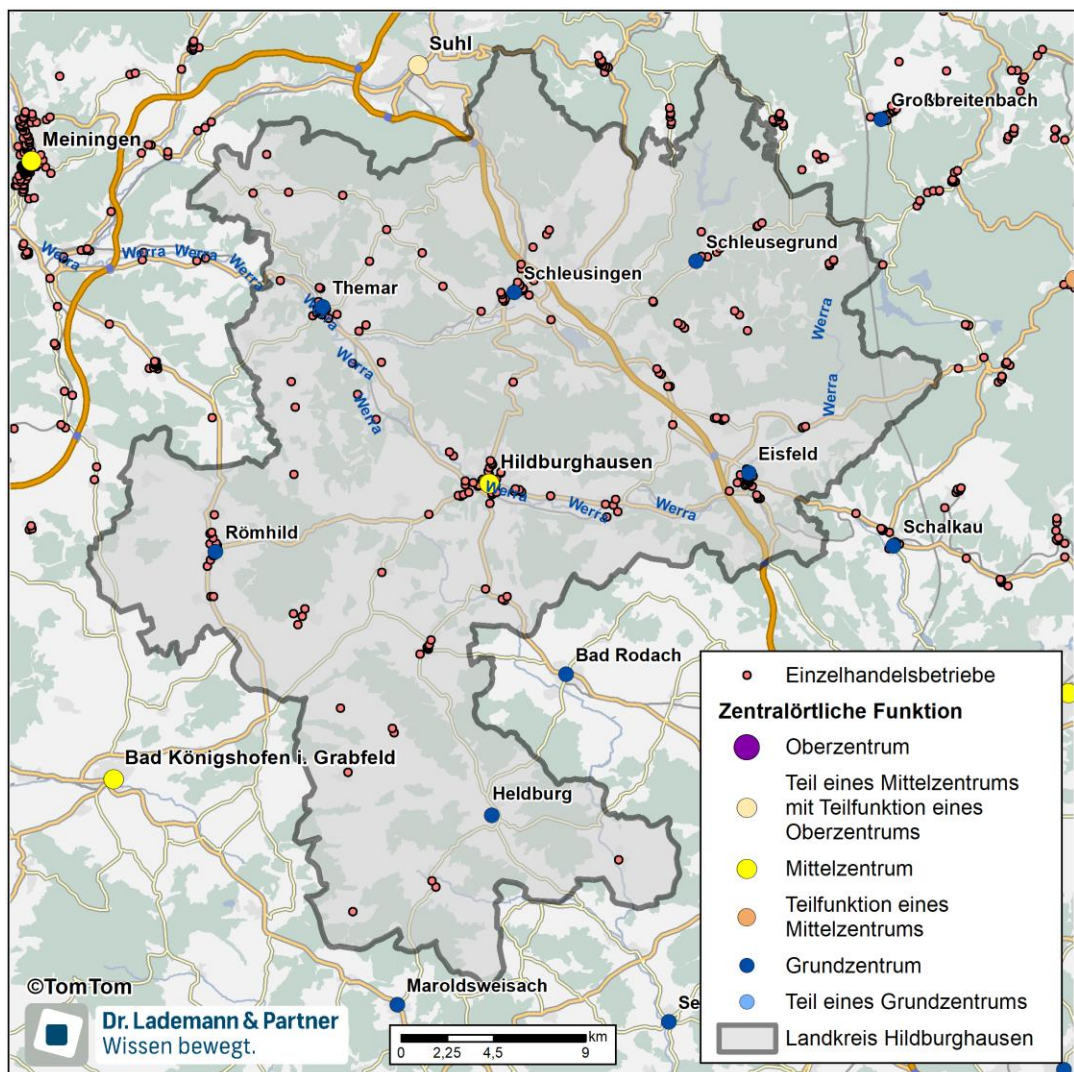 Suhl
Großbreitenbach
Meiningen
Schleusegrund
Werra
Werra
Werra
Werra
Schleusingen
Themar
Werra
Werra
Werra
Werra
Werra
Hildburghausen
Eisfeld
Werra
Werra
Werra
Römhild
Schalkau
Bad Rodach
Bad Königshofen i. Grabfeld
Heldburg
Maroldsweisach
Se
Einzelhandelsbetriebe
Zentralörtliche Funktion
Oberzentrum
Teil eines Mittelzentrums
mit Teilfunktion eines
Oberzentrums
Mittelzentrum
Teilfunktion eines
Mittelzentrums
Grundzentrum
Teil eines Grundzentrums
Landkreis Hildburghausen
©TomTom
Dr. Lademann & Partner
Wissen bewegt.
km
0 2,25 4,5 9